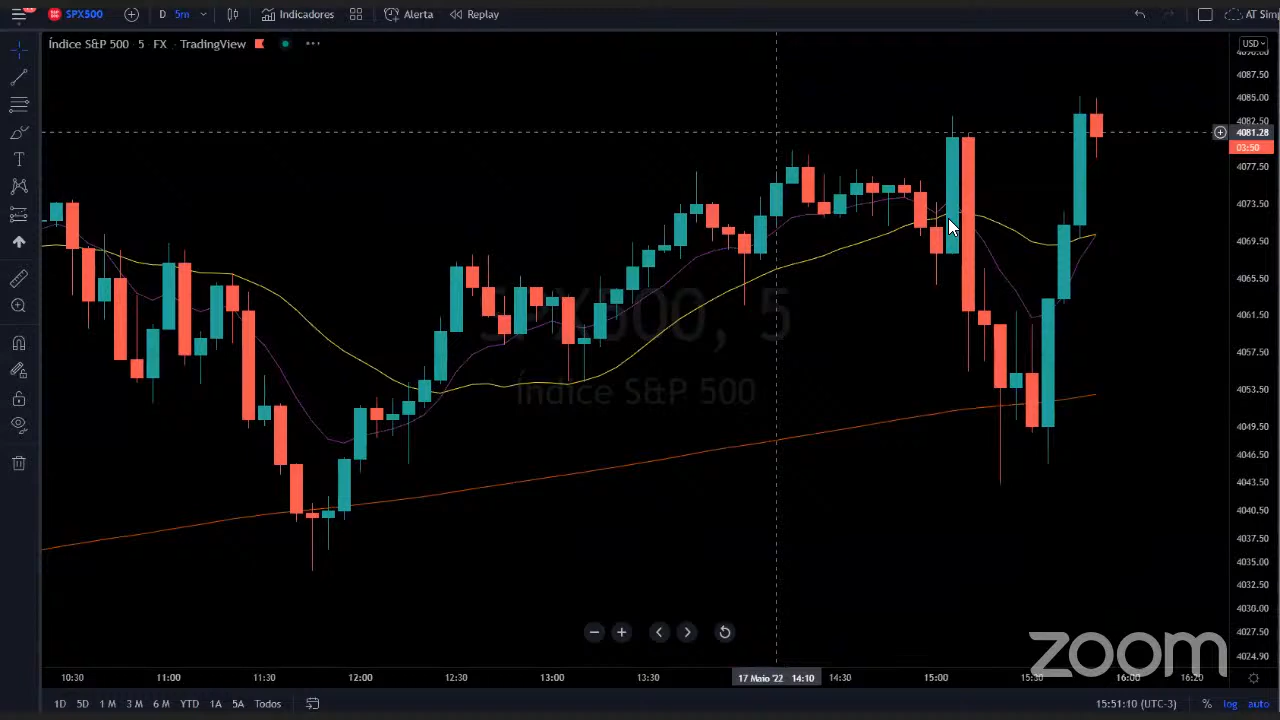 SPX500 D 5m Indicadores Alerta Replay AT Sim
Índice S&P 500 · 5 · FX · TradingView
USD
4090.00
4087.50
4085.00
4082.50
4081.28
03:50
4077.50
4073.50
4069.50
4065.50
4061.50
4057.50
4053.50
4049.50
4046.50
4043.50
4040.50
4037.50
4035.00
4032.50
4030.00
4027.50
4024.90
SPX500, 5
Índice S&P 500
zoom
10:30 11:00 11:30 12:00 12:30 13:00 13:30 17 Maio '22 14:10 14:30 15:00 15:30 16:00 16:20
1D 5D 1M 3M 6M YTD 1A 5A Todos 15:51:10 (UTC-3) % log auto